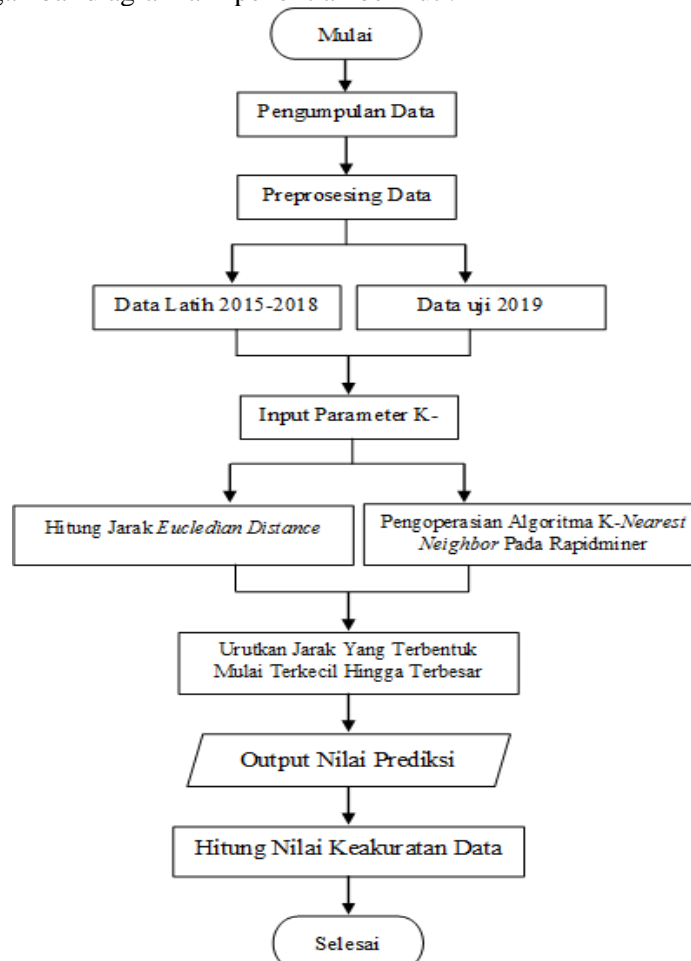 Mulai
Pengumpulan Data
Preprosesing Data
Data Latih 2015-2018
Data uji 2019
Input Parameter K-
Hitung Jarak Eucledian Distance
Pengoperasian Algoritma K-Nearest
Neighbor Pada Rapidminer
Urutkan Jarak Yang Terbentuk
Mulai Terkecil Hingga Terbesar
Output Nilai Prediksi
Hitung Nilai Keakuratan Data
Selesai